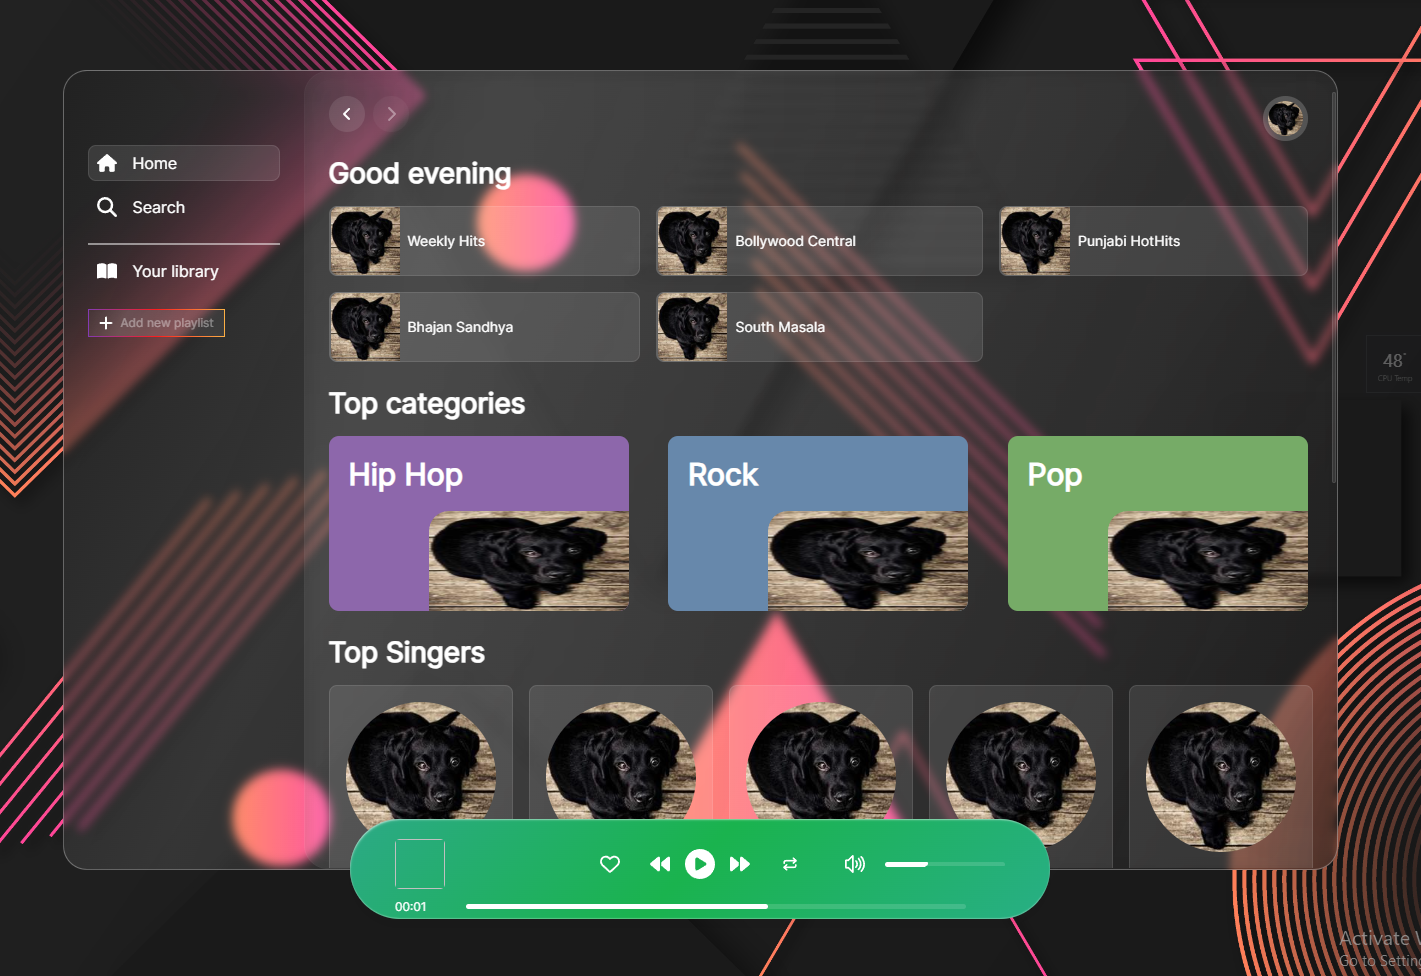 Home
Search
Your library
Add new playlist
Good evening
Weekly Hits
Bollywood Central
Punjabi HotHits
Bhajan Sandhya
South Masala
Top categories
Hip Hop
Rock
Pop
Top Singers
00:01
48°
CPU Temp
Activate
Go to